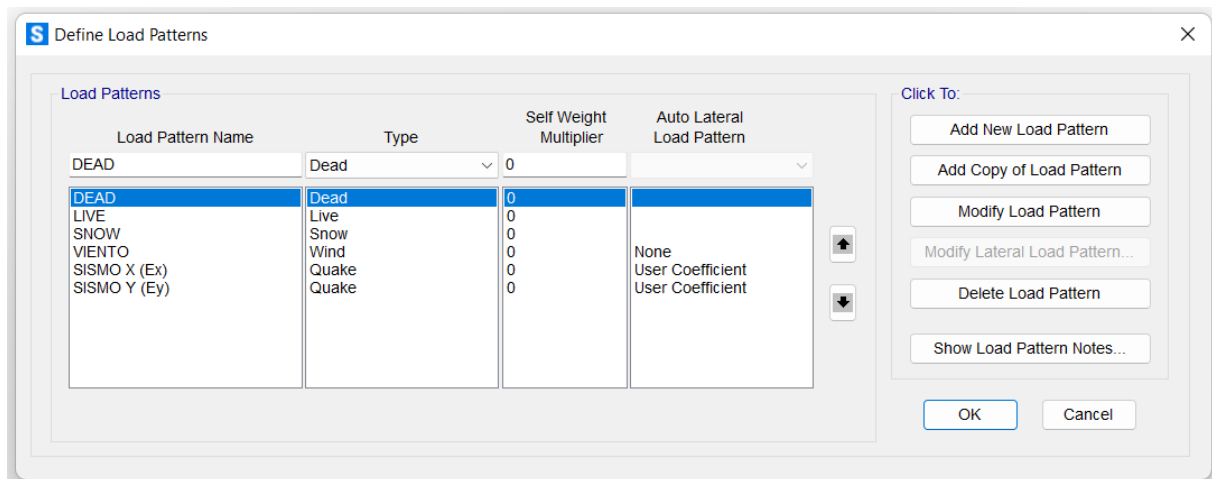 S Define Load Patterns
Load Patterns
Click To:
Load Pattern Name
Type
Self Weight
Multiplier
Auto Lateral
Load Pattern
DEAD Dead 0
DEAD Dead 0
LIVE Live 0
SNOW Snow 0
VIENTO Wind 0 None
SISMO X (Ex) Quake 0 User Coefficient
SISMO Y (Ey) Quake 0 User Coefficient
Add New Load Pattern
Add Copy of Load Pattern
Modify Load Pattern
Modify Lateral Load Pattern...
Delete Load Pattern
Show Load Pattern Notes...
OK
Cancel